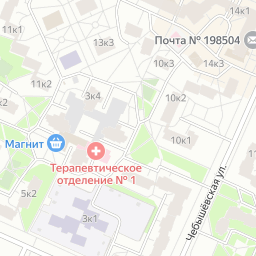 11к1
13к3
14к1
Почта № 198504
11к2
10к3
3к4
10к2
10к1
Магнит
Терапевтическое
отделение № 1
5к2
3к1
Чебышёвская ул.